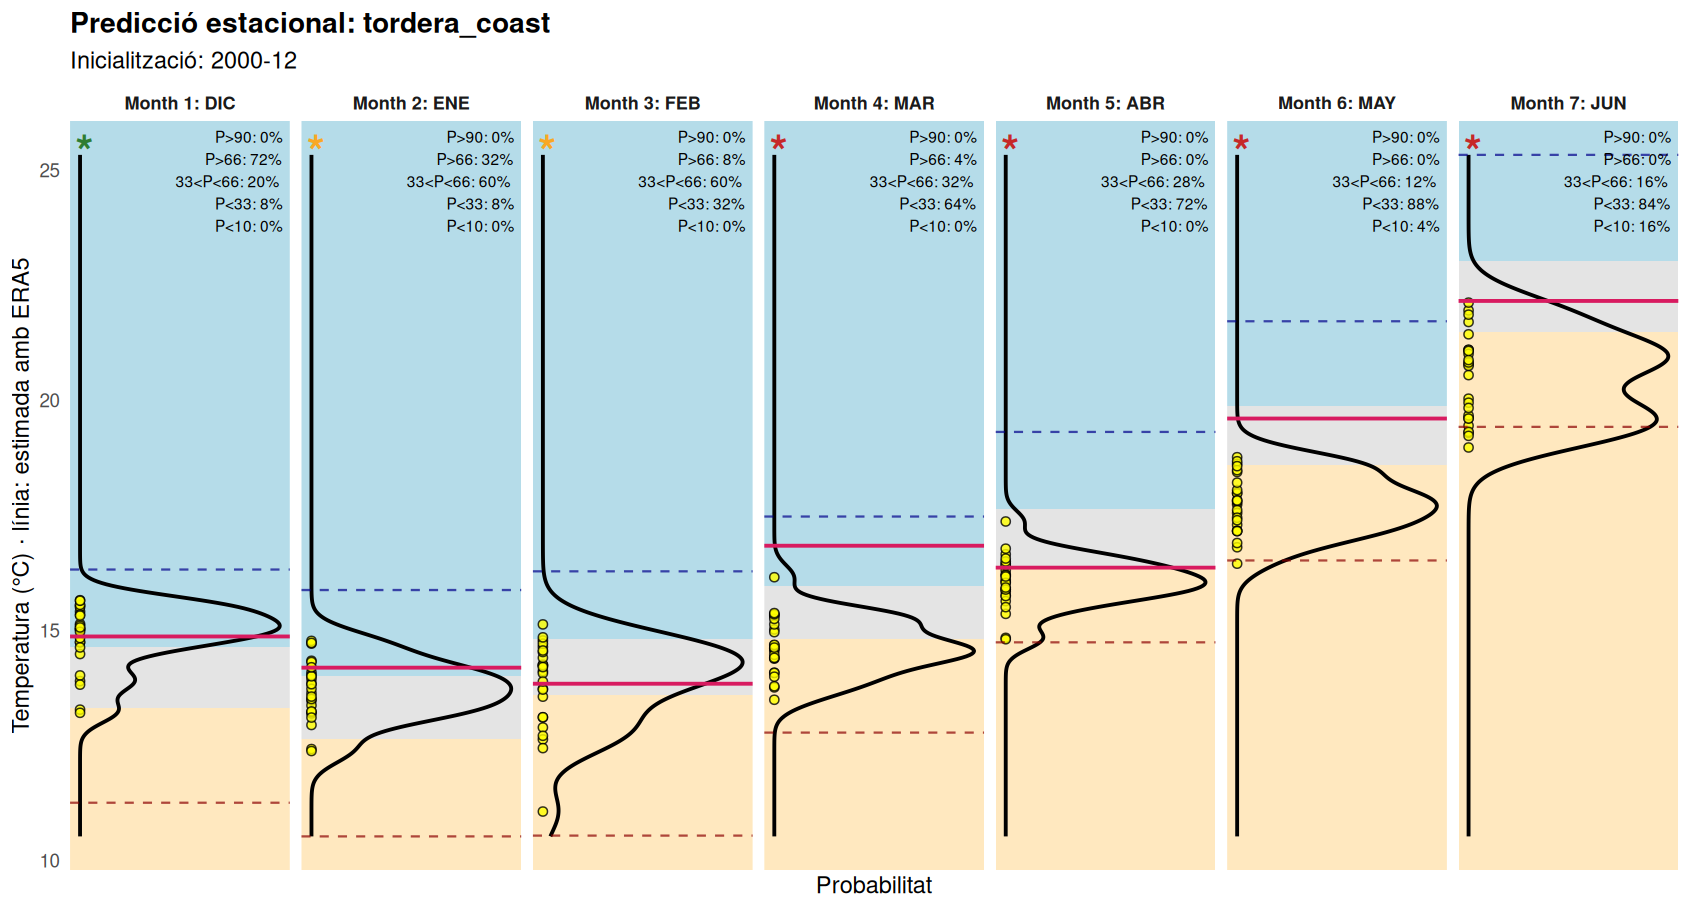 Predicció estacional: tordera_coast
Inicialització: 2000-12
Month 1: DIC
Month 2: ENE
Month 3: FEB
Month 4: MAR
Month 5: ABR
Month 6: MAY
Month 7: JUN
*
P>90: 0%
P>66: 72%
33<P<66: 20%
P<33: 8%
P<10: 0%
*
P>90: 0%
P>66: 32%
33<P<66: 60%
P<33: 8%
P<10: 0%
*
P>90: 0%
P>66: 8%
33<P<66: 60%
P<33: 32%
P<10: 0%
*
P>90: 0%
P>66: 4%
33<P<66: 32%
P<33: 64%
P<10: 0%
*
P>90: 0%
P>66: 0%
33<P<66: 28%
P<33: 72%
P<10: 0%
*
P>90: 0%
P>66: 0%
33<P<66: 12%
P<33: 88%
P<10: 4%
*
P>90: 0%
P>66: 0%
33<P<66: 16%
P<33: 84%
P<10: 16%
25
20
15
10
Temperatura (°C) · línia: estimada amb ERA5
Probabilitat